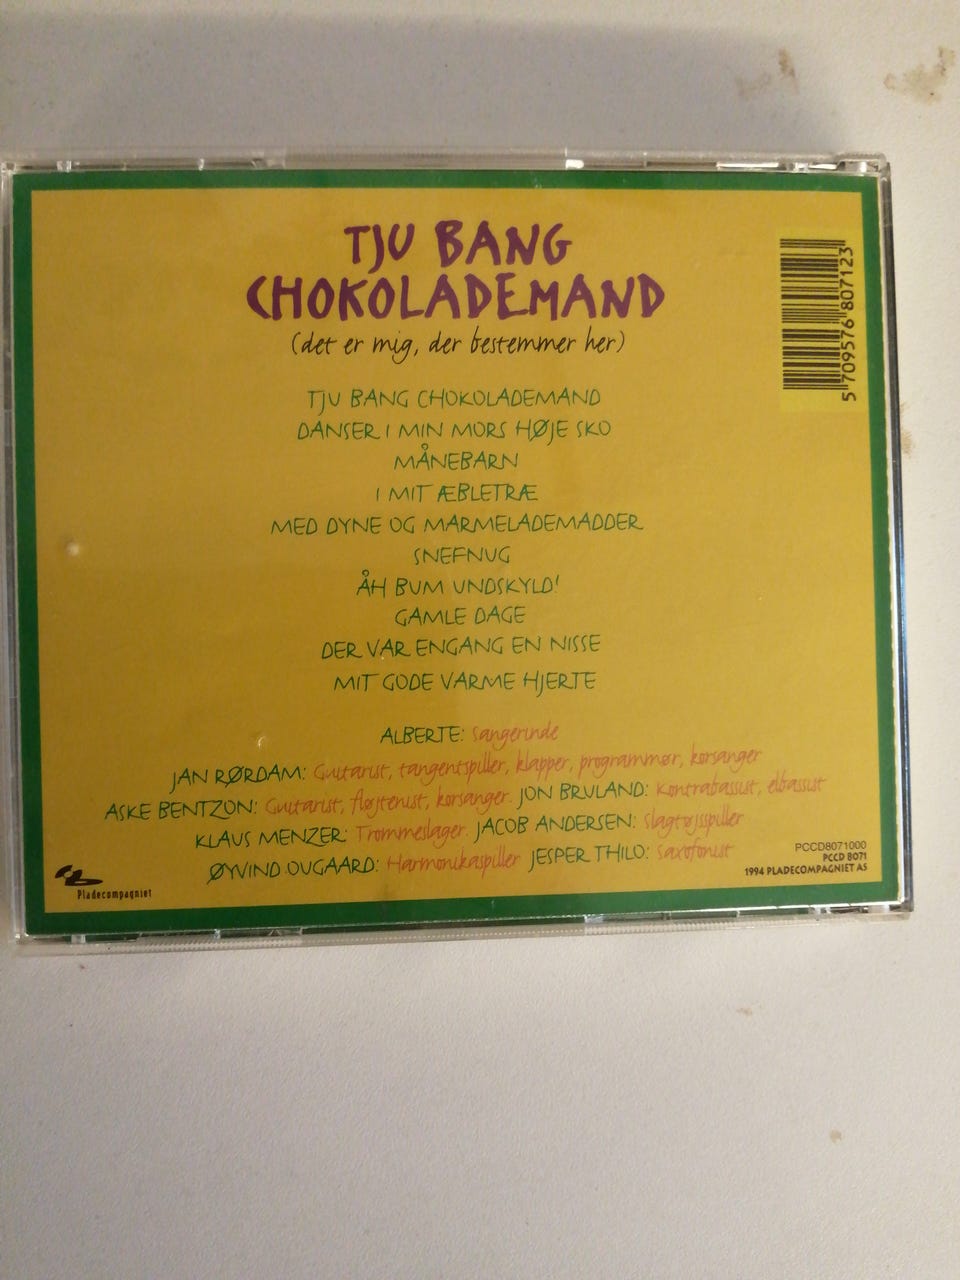 TJU BANG
CHOKOLADEMAND
(det er mig, der bestemmer her)
TJU BANG CHOKOLADEMAND
DANSER I MIN MORS HØJE SKO
MÅNEBARN
I MIT ÆBLETRÆ
MED DYNE OG MARMELADEMADDER
SNEFNUG
ÅH BUM UNDSKYLD!
GAMLE DAGE
DER VAR ENGANG EN NISSE
MIT GODE VARME HJERTE
ALBERTE: Sangerinde
JAN RØRDAM: Guitarist, tangentspiller, klapper, programmør, korsanger
ASKE BENTZON: Guitarist, fløjtenist, korsanger. JON BRULAND: Kontrabassist, elbassist
KLAUS MENZER: Trommeslager. JACOB ANDERSEN: Slagtøjsspiller
ØYVIND OUGAARD: Harmonikaspiller JESPER THILO: Saxofonist
5 709576 807123
Pladecompagniet
PCCD8071000
PCCD 8071
1994 PLADECOMPAGNIET AS